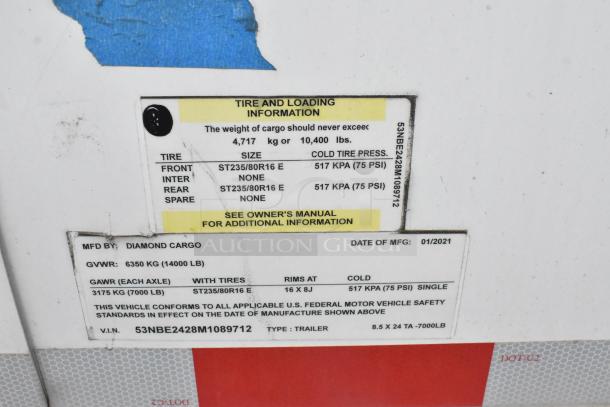 TIRE AND LOADING
INFORMATION
The weight of cargo should never exceed
4,717 kg or 10,400 lbs.
TIRE SIZE COLD TIRE PRESS.
FRONT ST235/80R16 E 517 KPA (75 PSI)
INTER NONE
REAR ST235/80R16 E 517 KPA (75 PSI)
SPARE NONE
SEE OWNER'S MANUAL
FOR ADDITIONAL INFORMATION
53NBE2428M1089712
AUCTION GROUP
MFD BY: DIAMOND CARGO DATE OF MFG: 01/2021
GVWR: 6350 KG (14000 LB)
GAWR (EACH AXLE) WITH TIRES RIMS AT COLD
3175 KG (7000 LB) ST235/80R16 E 16 X 8J 517 KPA (75 PSI) SINGLE
THIS VEHICLE CONFORMS TO ALL APPLICABLE U.S. FEDERAL MOTOR VEHICLE SAFETY
STANDARDS IN EFFECT ON THE DATE OF MANUFACTURE SHOWN ABOVE
V.I.N. 53NBE2428M1089712 TYPE : TRAILER 8.5 X 24 TA -7000LB
DOT-C2
DOT-C2